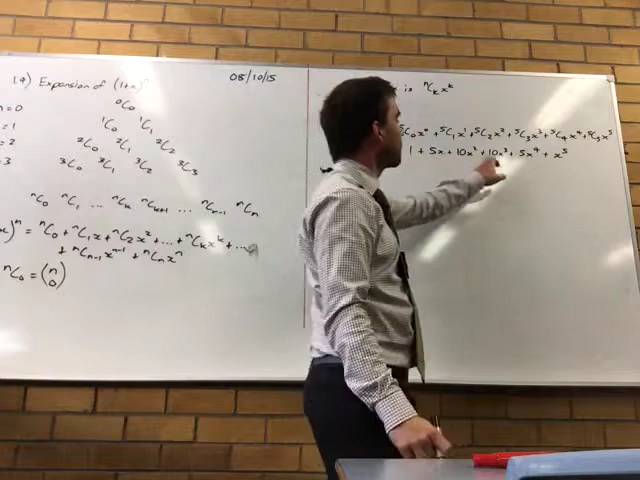 1.4) Expansion of (1+x)ⁿ
08/10/15
n=0
=1
=2
=3
⁰C₀
¹C₀ ¹C₁
²C₀ ²C₁ ²C₂
³C₀ ³C₁ ³C₂ ³C₃
ⁿC₀ ⁿC₁ ... ⁿCₖ ⁿCₖ₊₁ ... ⁿCₙ₋₁ ⁿCₙ
x)ⁿ = ⁿC₀ + ⁿC₁x + ⁿC₂x² + ... + ⁿCₖxᵏ + ...
+ ⁿCₙ₋₁xⁿ⁻¹ + ⁿCₙxⁿ
ⁿC₀ = (n 0)
is ⁿCₖxᵏ
⁵C₀x⁰ + ⁵C₁x¹ + ⁵C₂x² + ⁵C₃x³ + ⁵C₄x⁴ + ⁵C₅x⁵
1 + 5x + 10x² + 10x³ + 5x⁴ + x⁵